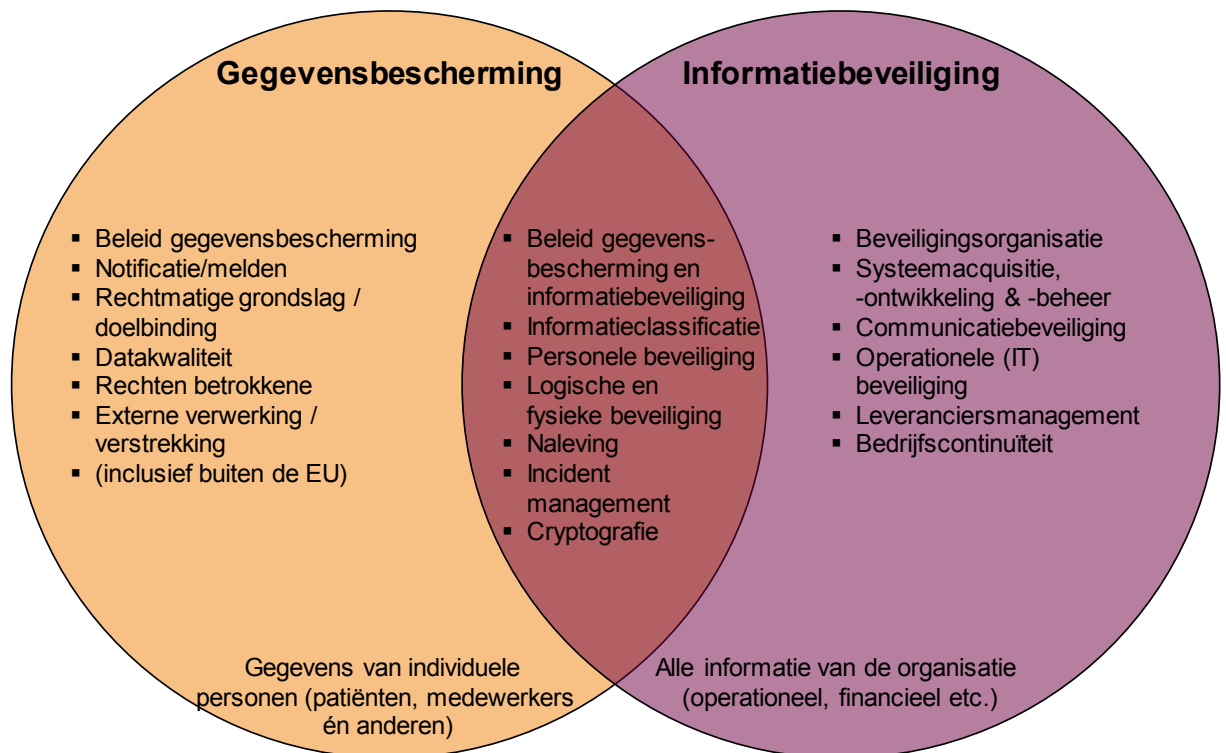 Gegevensbescherming
Informatiebeveiliging
▪ Beleid gegevensbescherming
▪ Notificatie/melden
▪ Rechtmatige grondslag /
doelbinding
▪ Datakwaliteit
▪ Rechten betrokkene
▪ Externe verwerking /
verstrekking
▪ (inclusief buiten de EU)
▪ Beleid gegevens-
bescherming en
informatiebeveiliging
▪ Informatieclassificatie
▪ Personele beveiliging
▪ Logische en
fysieke beveiliging
▪ Naleving
▪ Incident
management
▪ Cryptografie
▪ Beveiligingsorganisatie
▪ Systeemacquisitie,
-ontwikkeling & -beheer
▪ Communicatiebeveiliging
▪ Operationele (IT)
beveiliging
▪ Leveranciersmanagement
▪ Bedrijfscontinuïteit
Gegevens van individuele
personen (patiënten, medewerkers
én anderen)
Alle informatie van de organisatie
(operationeel, financieel etc.)